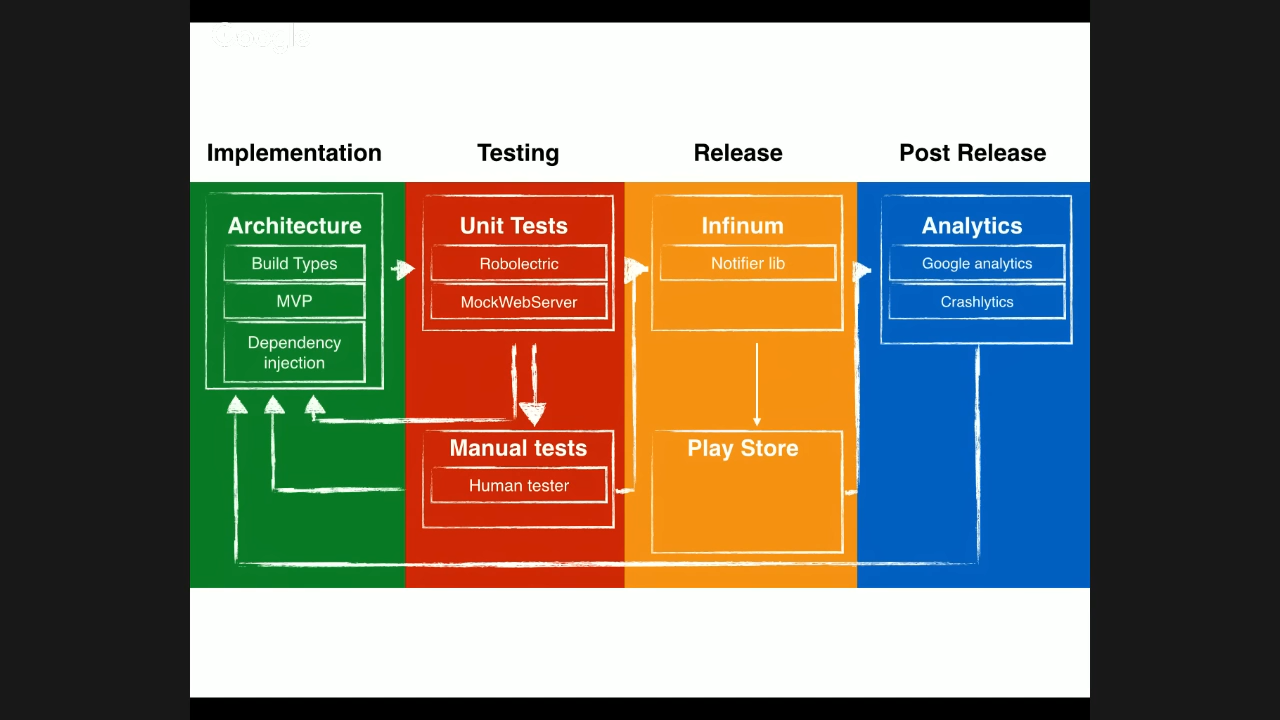 Google
Implementation
Testing
Release
Post Release
Architecture
Build Types
MVP
Dependency
injection
Unit Tests
Robolectric
MockWebServer
Manual tests
Human tester
Infinum
Notifier lib
Play Store
Analytics
Google analytics
Crashlytics